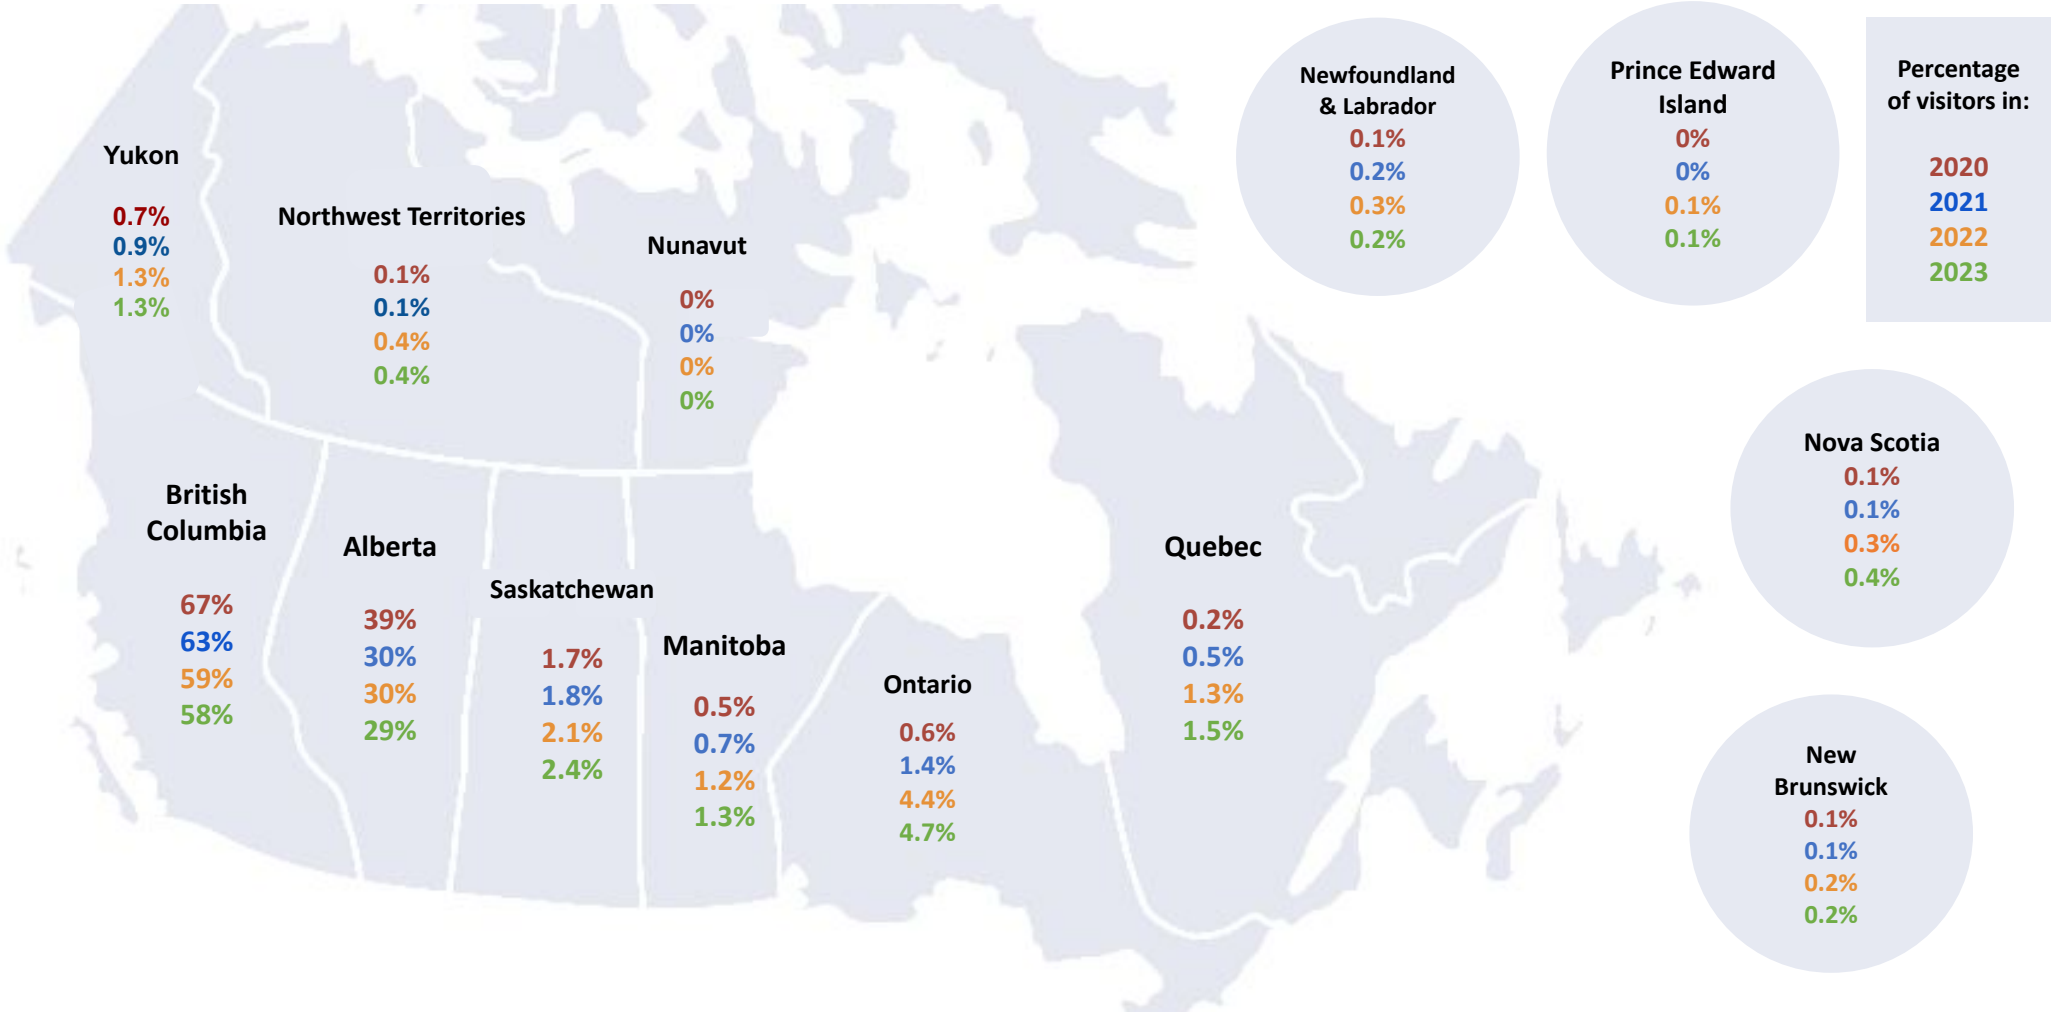 Yukon
0.7%
0.9%
1.3%
1.3%
Northwest Territories
0.1%
0.1%
0.4%
0.4%
Nunavut
0%
0%
0%
0%
Newfoundland
& Labrador
0.1%
0.2%
0.3%
0.2%
Prince Edward
Island
0%
0%
0.1%
0.1%
Percentage
of visitors in:
2020
2021
2022
2023
British
Columbia
67%
63%
59%
58%
Alberta
39%
30%
30%
29%
Saskatchewan
1.7%
1.8%
2.1%
2.4%
Manitoba
0.5%
0.7%
1.2%
1.3%
Ontario
0.6%
1.4%
4.4%
4.7%
Quebec
0.2%
0.5%
1.3%
1.5%
Nova Scotia
0.1%
0.1%
0.3%
0.4%
New
Brunswick
0.1%
0.1%
0.2%
0.2%